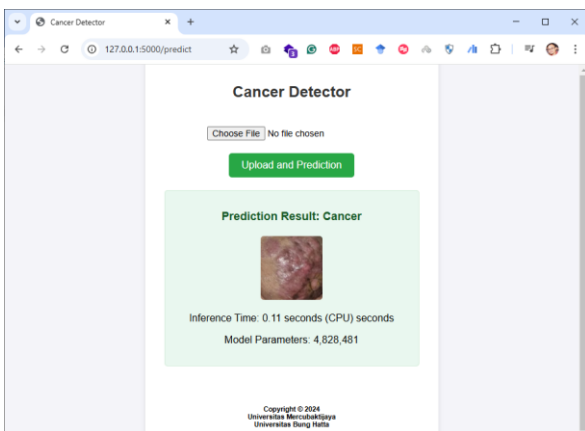 Cancer Detector
127.0.0.1:5000/predict
Cancer Detector
Choose File No file chosen
Upload and Prediction
Prediction Result: Cancer
Inference Time: 0.11 seconds (CPU) seconds
Model Parameters: 4,828,481
Copyright © 2024
Universitas Mercubaktijaya
Universitas Bung Hatta